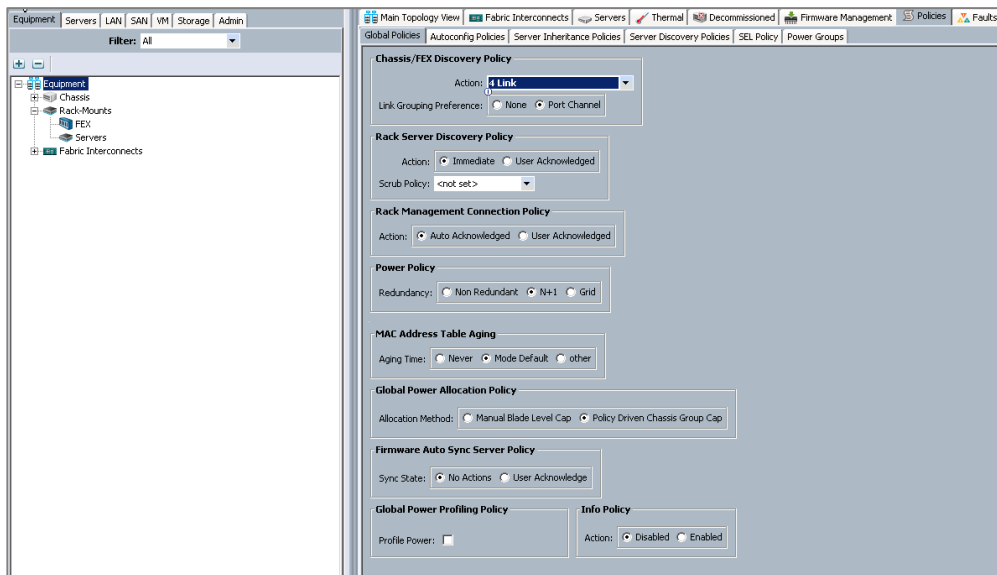 Equipment Servers LAN SAN VM Storage Admin
Filter: All
Equipment
Chassis
Rack-Mounts
FEX
Servers
Fabric Interconnects
Main Topology View Fabric Interconnects Servers Thermal Decommissioned Firmware Management Policies Faults
Global Policies Autoconfig Policies Server Inheritance Policies Server Discovery Policies SEL Policy Power Groups
Chassis/FEX Discovery Policy
Action: 4 Link
Link Grouping Preference: None Port Channel
Rack Server Discovery Policy
Action: Immediate User Acknowledged
Scrub Policy: <not set>
Rack Management Connection Policy
Action: Auto Acknowledged User Acknowledged
Power Policy
Redundancy: Non Redundant N+1 Grid
MAC Address Table Aging
Aging Time: Never Mode Default other
Global Power Allocation Policy
Allocation Method: Manual Blade Level Cap Policy Driven Chassis Group Cap
Firmware Auto Sync Server Policy
Sync State: No Actions User Acknowledge
Global Power Profiling Policy
Profile Power:
Info Policy
Action: Disabled Enabled